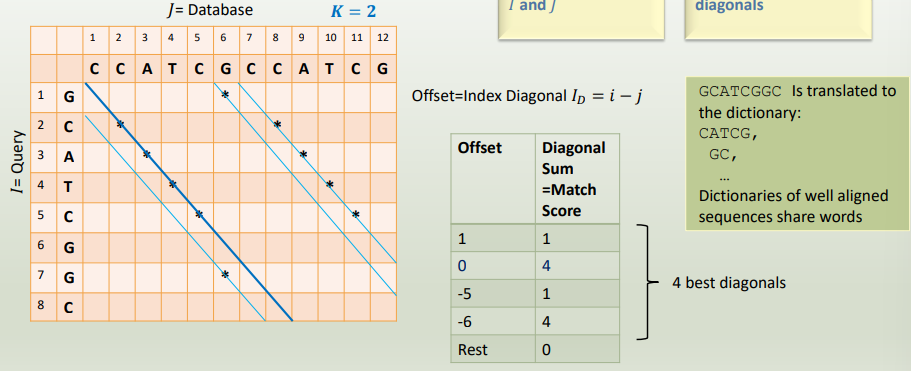 J= Database
K = 2
I and J
diagonals
1 2 3 4 5 6 7 8 9 10 11 12
C C A T C G C C A T C G
I= Query
1 G *
2 C * *
3 A * *
4 T * *
5 C * *
6 G
7 G *
8 C
Offset=Index Diagonal I_D = i − j
Offset Diagonal
Sum
=Match
Score
1 1
0 4
-5 1
-6 4
Rest 0
4 best diagonals
GCATCGGC Is translated to
the dictionary:
CATCG,
GC,
…
Dictionaries of well aligned
sequences share words